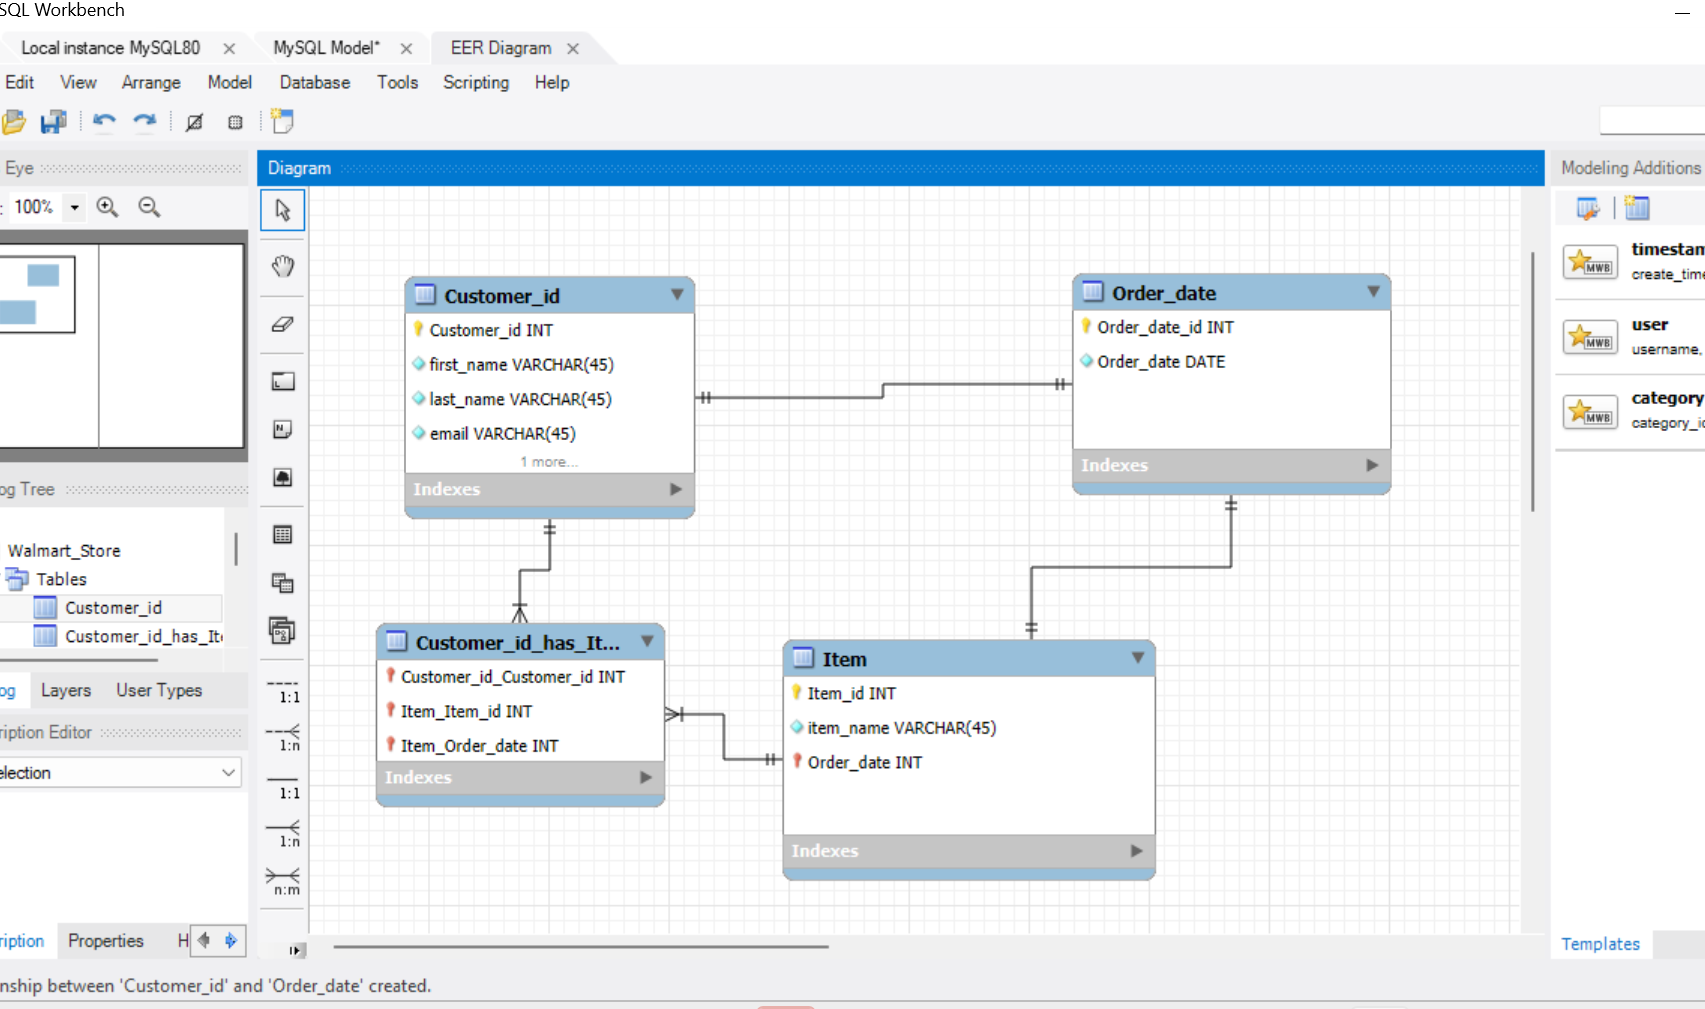 SQL Workbench
Local instance MySQL80
MySQL Model*
EER Diagram
Edit View Arrange Model Database Tools Scripting Help
Eye
Diagram
Modeling Additions
: 100%
timestam
create_time
user
username,
category
category_id
Customer_id
Customer_id INT
first_name VARCHAR(45)
last_name VARCHAR(45)
email VARCHAR(45)
1 more...
Indexes
Order_date
Order_date_id INT
Order_date DATE
Indexes
og Tree
Walmart_Store
Tables
Customer_id
Customer_id_has_It
og Layers User Types
ription Editor
election
Customer_id_has_It...
Customer_id_Customer_id INT
Item_Item_id INT
Item_Order_date INT
Indexes
Item
Item_id INT
item_name VARCHAR(45)
Order_date INT
Indexes
N
1:1
1:n
1:1
1:n
n:m
ription Properties H
Templates
nship between 'Customer_id' and 'Order_date' created.
MWB
MWB
MWB